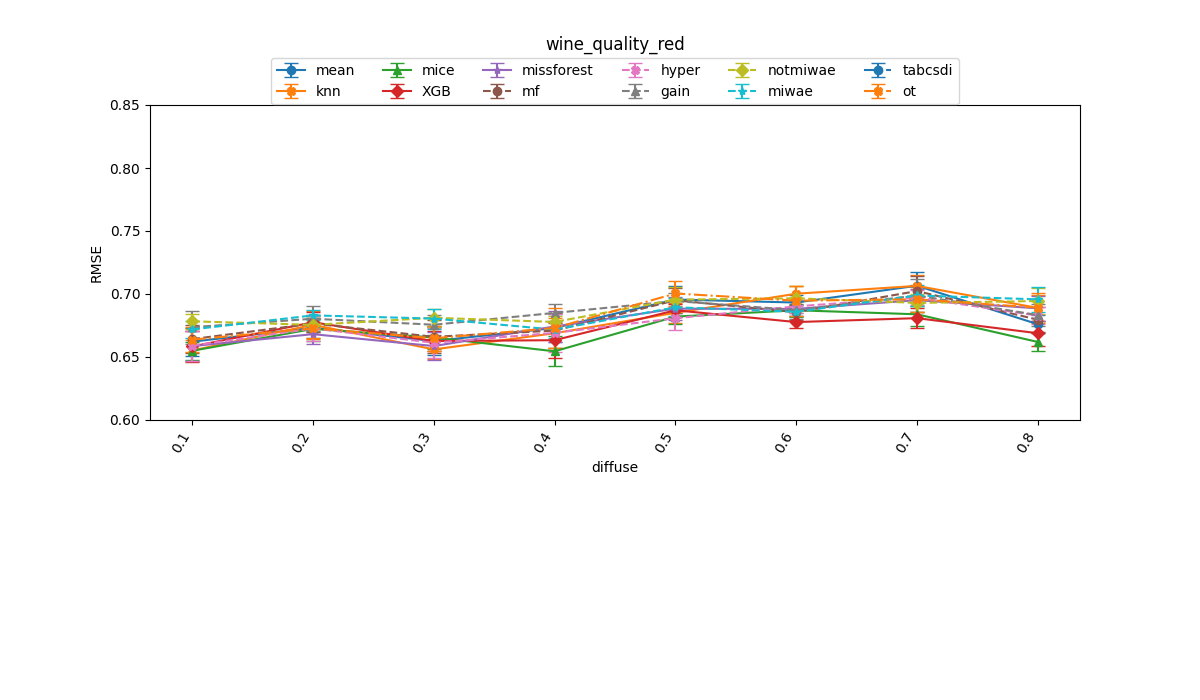 wine_quality_red
mean mice missforest hyper notmiwae tabcsdi
knn XGB mf gain miwae ot
0.85
0.80
0.75
0.70
0.65
0.60
RMSE
0.1 0.2 0.3 0.4 0.5 0.6 0.7 0.8
diffuse